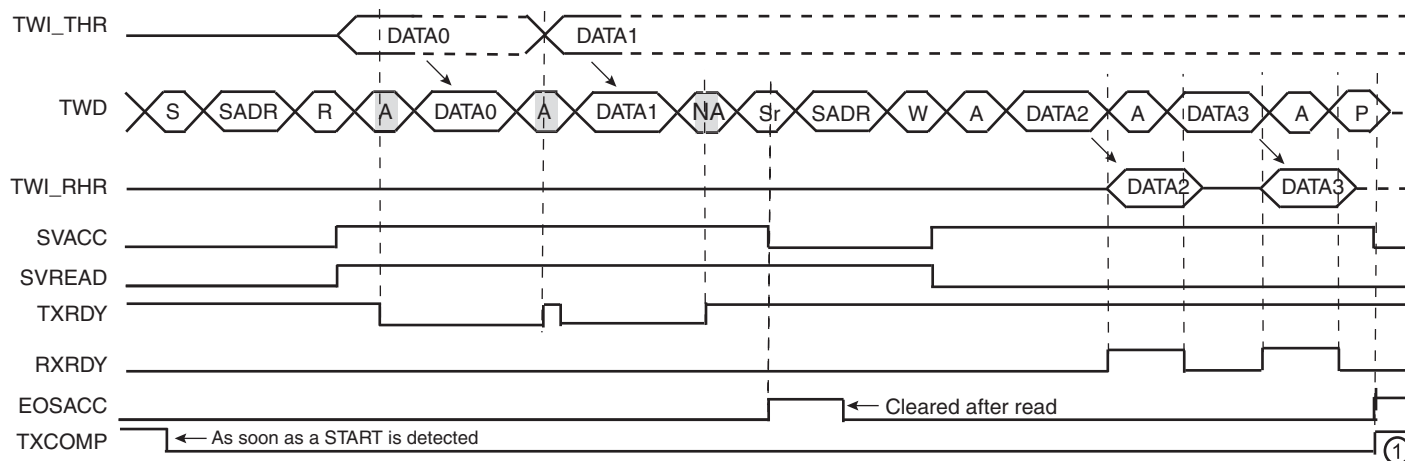 TWI_THR DATA0 DATA1
TWD S SADR R A DATA0 A DATA1 NA Sr SADR W A DATA2 A DATA3 A P
TWI_RHR DATA2 DATA3
SVACC
SVREAD
TXRDY
RXRDY
EOSACC Cleared after read
TXCOMP As soon as a START is detected 1